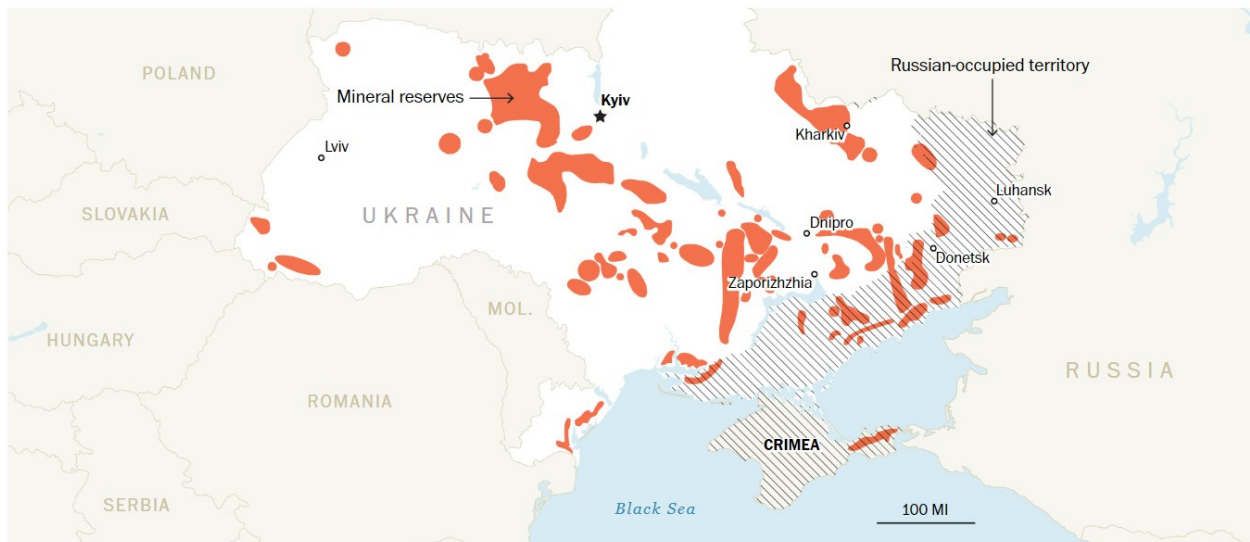 POLAND
Russian-occupied territory
Mineral reserves
Kyiv
Kharkiv
Lviv
Luhansk
SLOVAKIA
UKRAINE
Dnipro
Donetsk
Zaporizhzhia
MOL.
HUNGARY
RUSSIA
ROMANIA
CRIMEA
SERBIA
Black Sea
100 MI